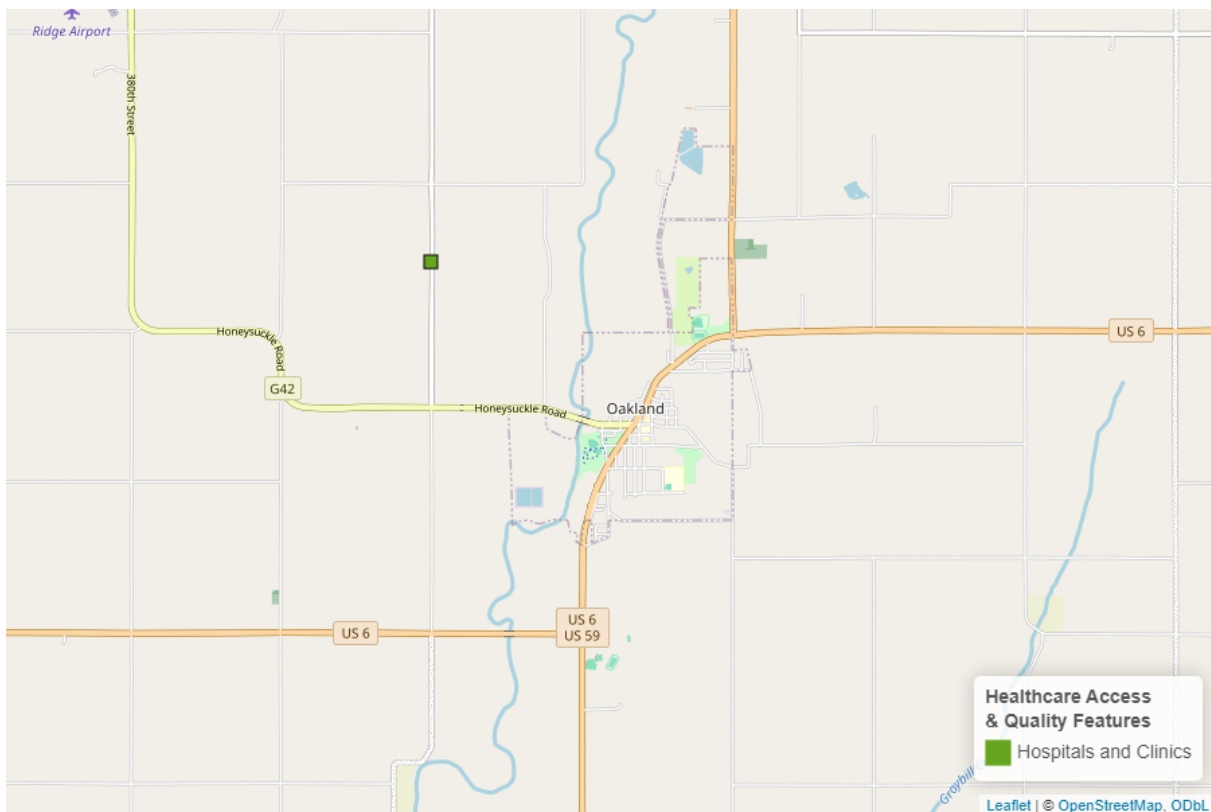 Ridge Airport
380th Street
Honeysuckle Road
G42
Honeysuckle Road
Oakland
US 6
US 6
US 6
US 59
Healthcare Access
& Quality Features
Hospitals and Clinics
Graybill
Leaflet | © OpenStreetMap, ODbL